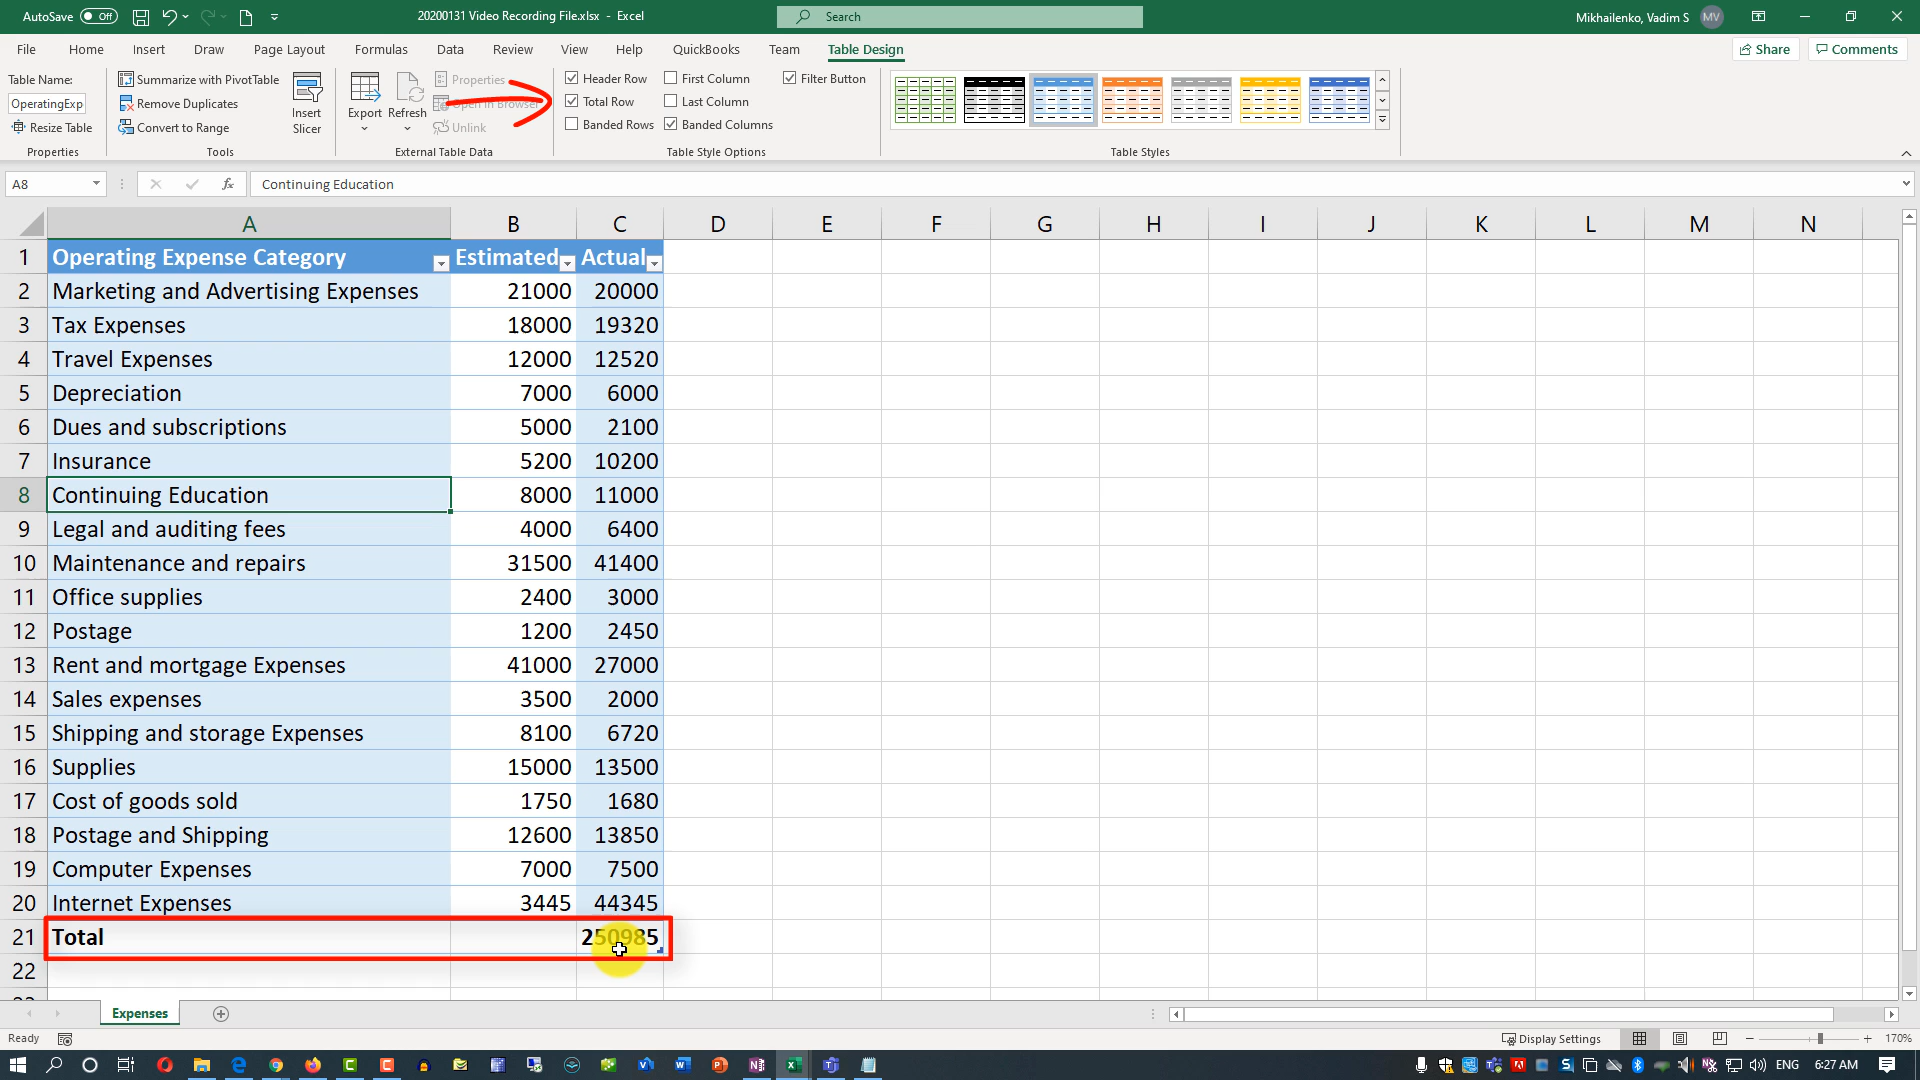 AutoSave Off 20200131 Video Recording File.xlsx - Excel Search Mikhailenko, Vadim S MV
File Home Insert Draw Page Layout Formulas Data Review View Help QuickBooks Team Table Design Share Comments
Table Name:
OperatingExp
Resize Table
Properties
Summarize with PivotTable
Remove Duplicates
Convert to Range
Insert
Slicer
Tools
Export
Refresh
Properties
Open in Browser
Unlink
External Table Data
Header Row First Column Filter Button
Total Row Last Column
Banded Rows Banded Columns
Table Style Options
Table Styles
A8 fx Continuing Education
A B C D E F G H I J K L M N
1 Operating Expense Category Estimated Actual
2 Marketing and Advertising Expenses 21000 20000
3 Tax Expenses 18000 19320
4 Travel Expenses 12000 12520
5 Depreciation 7000 6000
6 Dues and subscriptions 5000 2100
7 Insurance 5200 10200
8 Continuing Education 8000 11000
9 Legal and auditing fees 4000 6400
10 Maintenance and repairs 31500 41400
11 Office supplies 2400 3000
12 Postage 1200 2450
13 Rent and mortgage Expenses 41000 27000
14 Sales expenses 3500 2000
15 Shipping and storage Expenses 8100 6720
16 Supplies 15000 13500
17 Cost of goods sold 1750 1680
18 Postage and Shipping 12600 13850
19 Computer Expenses 7000 7500
20 Internet Expenses 3445 44345
21 Total 250985
22
Expenses
Ready Display Settings 170%
ENG 6:27 AM